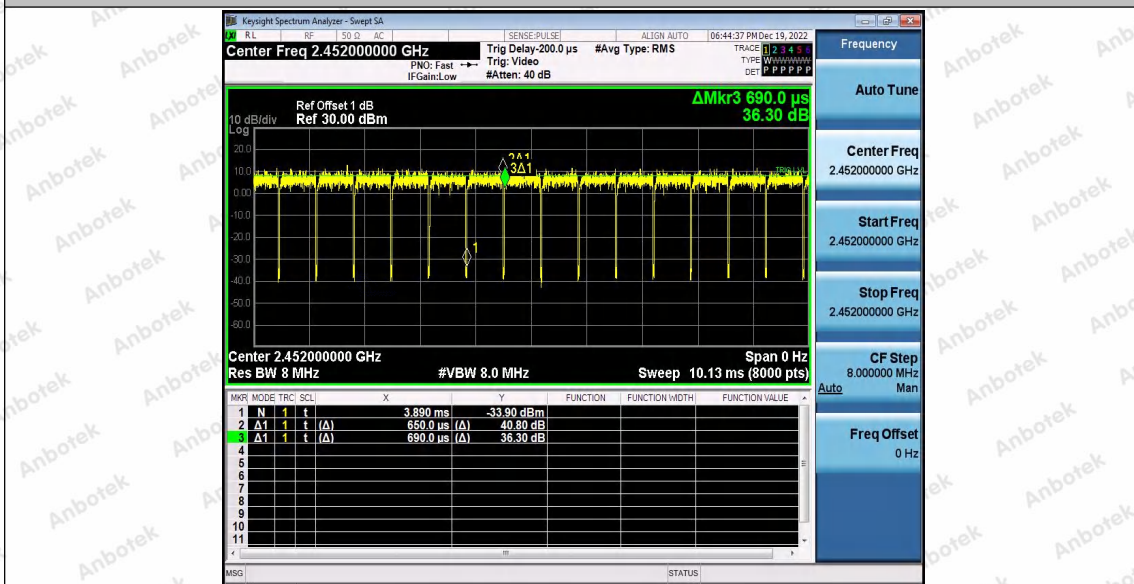 Keysight Spectrum Analyzer - Swept SA
LXI RL RF 50 Ω AC SENSE:PULSE ALIGN AUTO 06:44:37 PM Dec 19, 2022
Center Freq 2.452000000 GHz
PNO: Fast
IFGain:Low
Trig Delay-200.0 µs
Trig: Video
#Atten: 40 dB
#Avg Type: RMS
TRACE 1 2 3 4 5 6
TYPE WWWWWW
DET P P P P P P
Ref Offset 1 dB
Ref 30.00 dBm
10 dB/div
Log
ΔMkr3 690.0 µs
36.30 dB
20.0
10.0
0.00
-10.0
-20.0
-30.0
-40.0
-50.0
-60.0
2Δ1
3Δ1
TRIG LVL
1
Center 2.452000000 GHz
Span 0 Hz
Res BW 8 MHz
#VBW 8.0 MHz
Sweep 10.13 ms (8000 pts)
MKR MODE TRC SCL X Y FUNCTION FUNCTION WIDTH FUNCTION VALUE
1 N 1 t 3.890 ms -33.90 dBm
2 Δ1 1 t (Δ) 650.0 µs (Δ) 40.80 dB
3 Δ1 1 t (Δ) 690.0 µs (Δ) 36.30 dB
4
5
6
7
8
9
10
11
MSG
STATUS
Frequency
Auto Tune
Center Freq
2.452000000 GHz
Start Freq
2.452000000 GHz
Stop Freq
2.452000000 GHz
CF Step
8.000000 MHz
Auto Man
Freq Offset
0 Hz
Anbotek